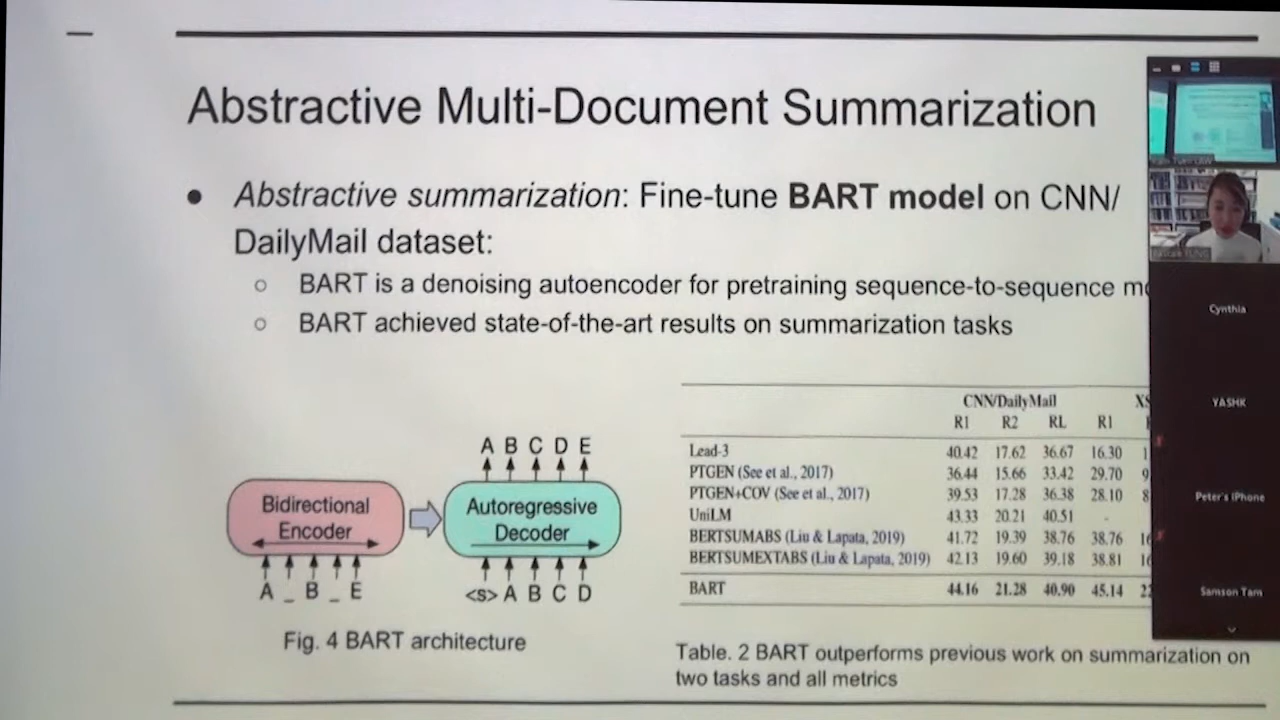 Abstractive Multi-Document Summarization
● Abstractive summarization: Fine-tune BART model on CNN/
DailyMail dataset:
○ BART is a denoising autoencoder for pretraining sequence-to-sequence
○ BART achieved state-of-the-art results on summarization tasks
A B C D E
Bidirectional
Encoder
Autoregressive
Decoder
A _ B _ E
<s> A B C D
Fig. 4 BART architecture
CNN/DailyMail
R1 R2 RL R1
Lead-3 40.42 17.62 36.67 16.30
PTGEN (See et al., 2017) 36.44 15.66 33.42 29.70
PTGEN+COV (See et al., 2017) 39.53 17.28 36.38 28.10
UniLM 43.33 20.21 40.51 -
BERTSUMABS (Liu & Lapata, 2019) 41.72 19.39 38.76 38.76
BERTSUMEXTABS (Liu & Lapata, 2019) 42.13 19.60 39.18 38.81
BART 44.16 21.28 40.90 45.14
Table. 2 BART outperforms previous work on summarization on
two tasks and all metrics
Cynthia
YASHK
Peter's iPhone
Samson Tam